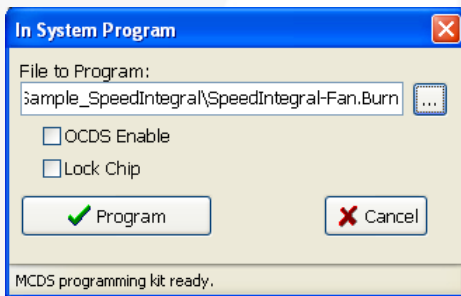 In System Program
File to Program:
Sample_SpeedIntegral\SpeedIntegral-Fan.Burn
...
OCDS Enable
Lock Chip
Program
Cancel
MCDS programming kit ready.